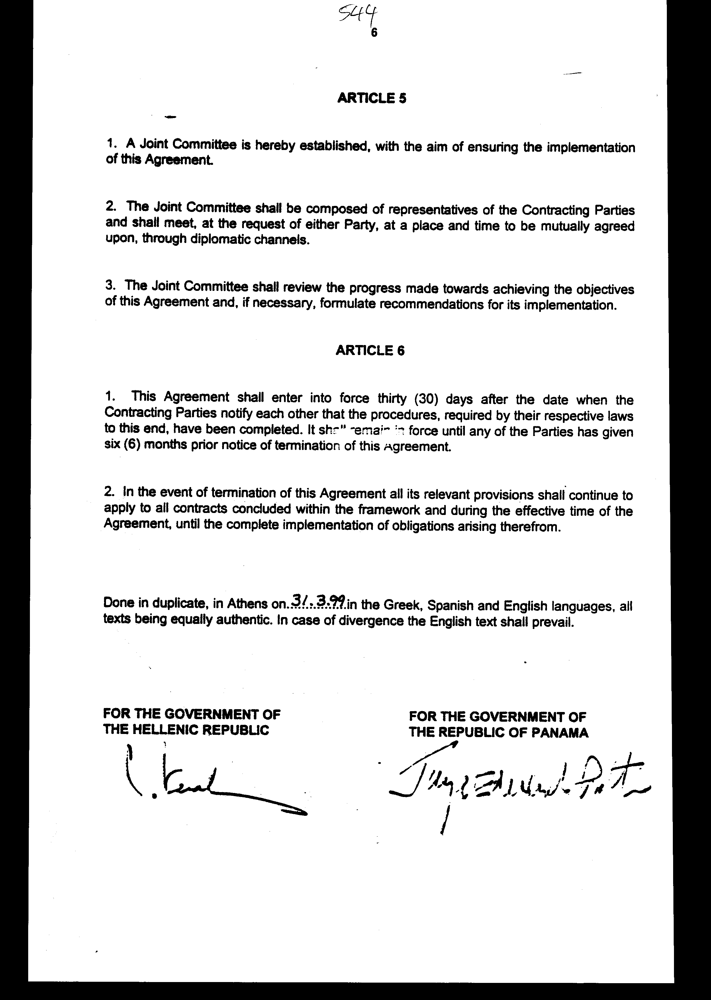 544
6
ARTICLE 5
1. A Joint Committee is hereby established, with the aim of ensuring the implementation
of this Agreement.
2. The Joint Committee shall be composed of representatives of the Contracting Parties
and shall meet, at the request of either Party, at a place and time to be mutually agreed
upon, through diplomatic channels.
3. The Joint Committee shall review the progress made towards achieving the objectives
of this Agreement and, if necessary, formulate recommendations for its implementation.
ARTICLE 6
1. This Agreement shall enter into force thirty (30) days after the date when the
Contracting Parties notify each other that the procedures, required by their respective laws
to this end, have been completed. It shall remain in force until any of the Parties has given
six (6) months prior notice of termination of this Agreement.
2. In the event of termination of this Agreement all its relevant provisions shall continue to
apply to all contracts concluded within the framework and during the effective time of the
Agreement, until the complete implementation of obligations arising therefrom.
Done in duplicate, in Athens on..31..3.99.in the Greek, Spanish and English languages, all
texts being equally authentic. In case of divergence the English text shall prevail.
FOR THE GOVERNMENT OF
THE HELLENIC REPUBLIC
FOR THE GOVERNMENT OF
THE REPUBLIC OF PANAMA